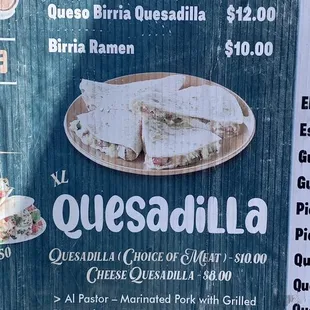 Queso Birria Quesadilla $12.00
Birria Ramen $10.00
XL
Quesadilla
Quesadilla (Choice of Meat) - $10.00
Cheese Quesadilla - $8.00
> Al Pastor – Marinated Pork with Grilled